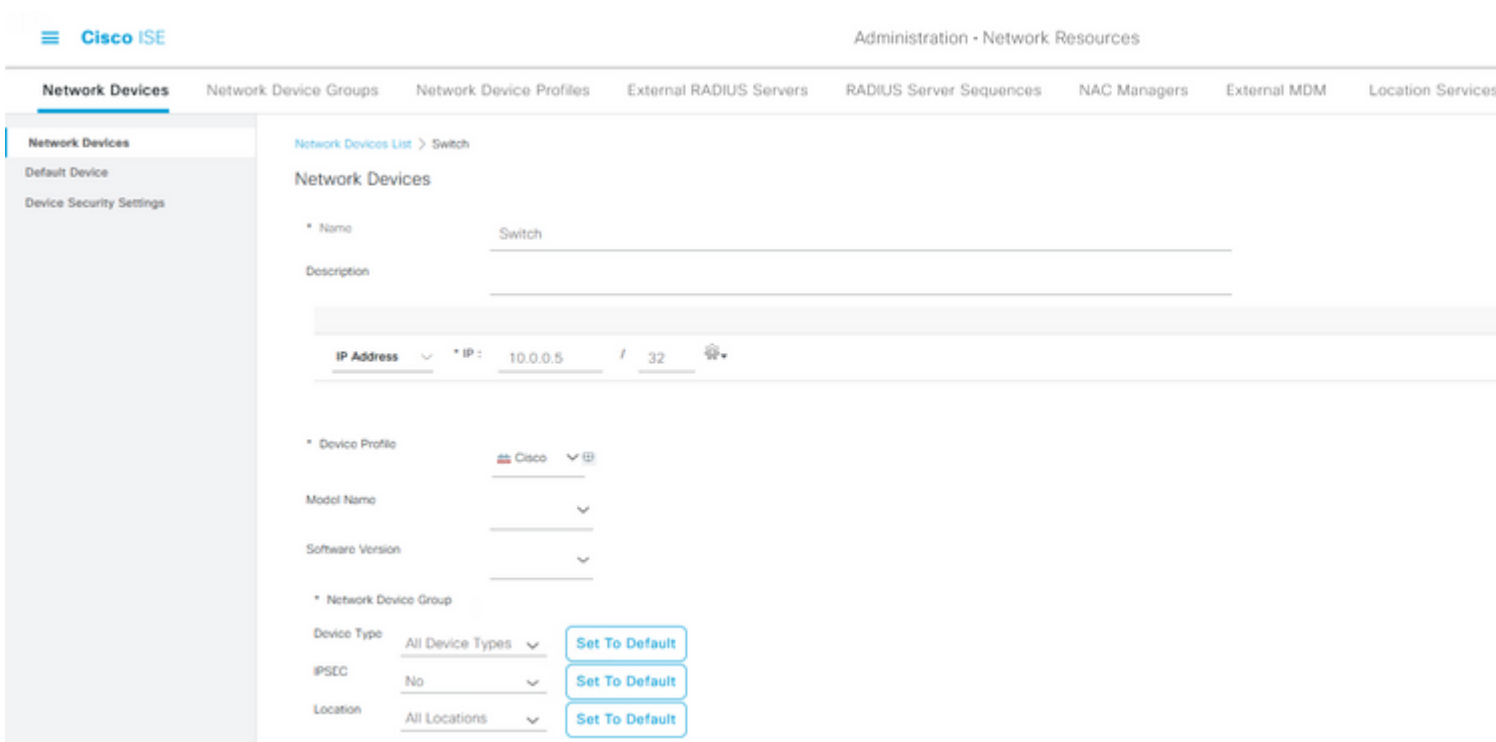 Cisco ISE
Administration · Network Resources
Network Devices Network Device Groups Network Device Profiles External RADIUS Servers RADIUS Server Sequences NAC Managers External MDM Location Services
Network Devices
Default Device
Device Security Settings
Network Devices List > Switch
Network Devices
* Name Switch
Description
IP Address * IP : 10.0.0.5 / 32
* Device Profile Cisco
Model Name
Software Version
* Network Device Group
Device Type All Device Types Set To Default
IPSEC No Set To Default
Location All Locations Set To Default